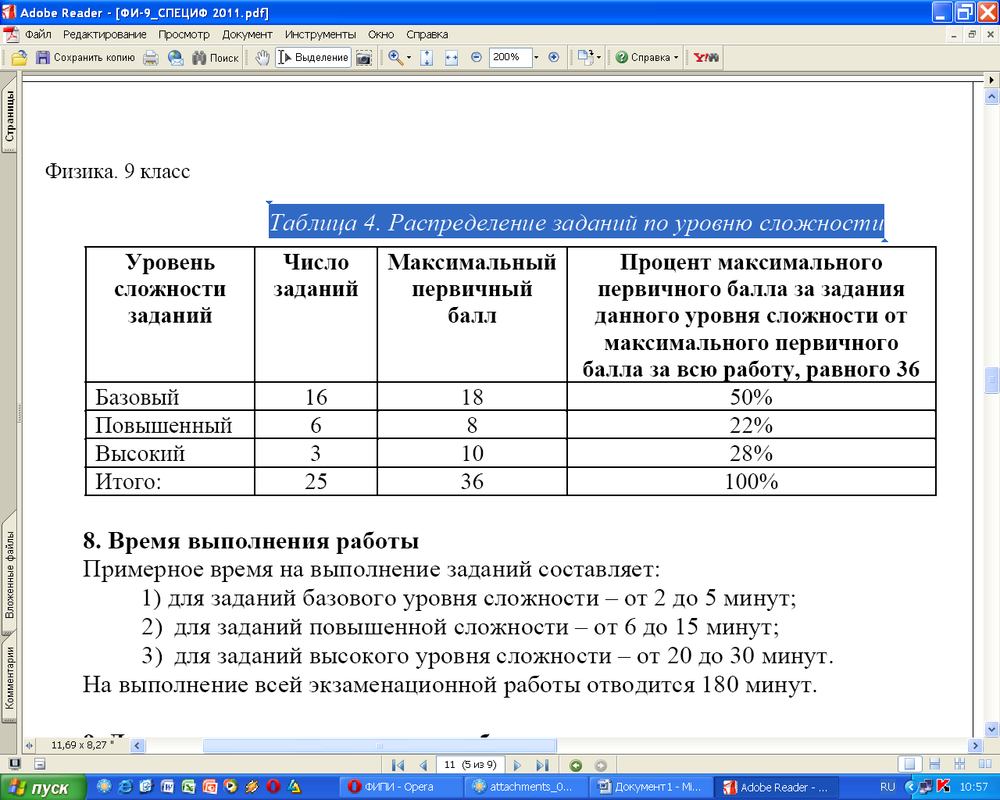 Adobe Reader - [ФИ-9_СПЕЦИФ 2011.pdf]
Файл Редактирование Просмотр Документ Инструменты Окно Справка
Сохранить копию Поиск Выделение 200% Справка Y!
Страницы
Вложенные файлы
Комментарии
Физика. 9 класс
Таблица 4. Распределение заданий по уровню сложности
Уровень сложности заданий
Число заданий
Максимальный первичный балл
Процент максимального первичного балла за задания данного уровня сложности от максимального первичного балла за всю работу, равного 36
Базовый 16 18 50%
Повышенный 6 8 22%
Высокий 3 10 28%
Итого: 25 36 100%
8. Время выполнения работы
Примерное время на выполнение заданий составляет:
1) для заданий базового уровня сложности – от 2 до 5 минут;
2) для заданий повышенной сложности – от 6 до 15 минут;
3) для заданий высокого уровня сложности – от 20 до 30 минут.
На выполнение всей экзаменационной работы отводится 180 минут.
11,69 x 8,27 "
11 (5 из 9)
пуск ФИПИ - Opera attachments_0... Документ1 - Mi... Adobe Reader - ... RU 10:57